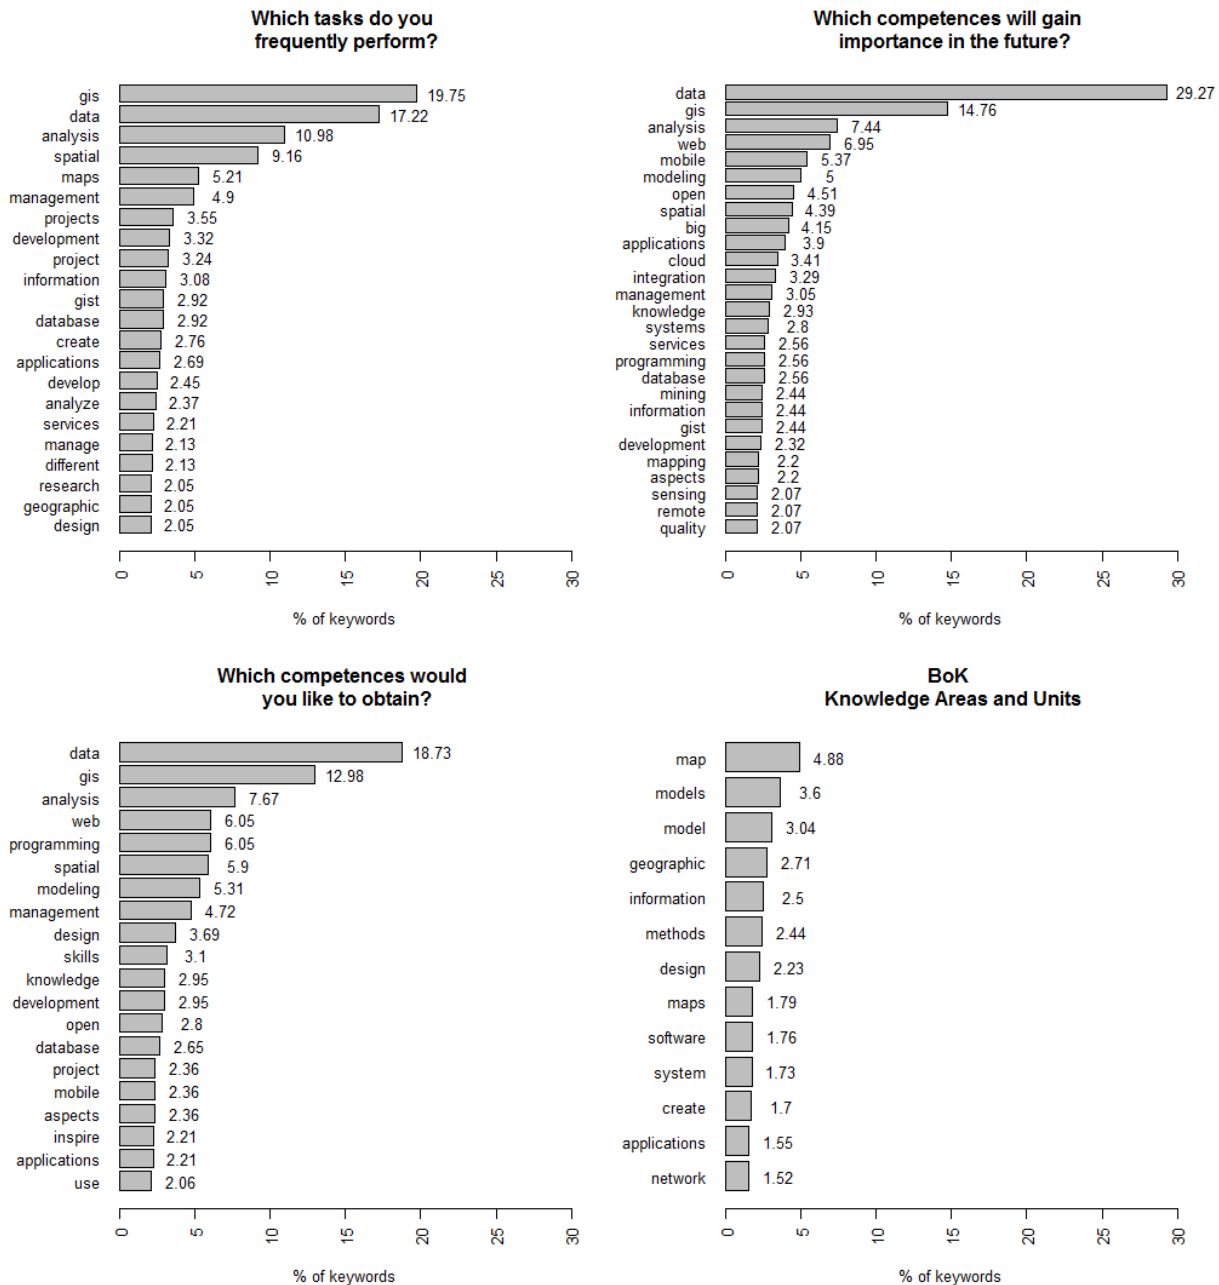 Which tasks do you
frequently perform?
gis 19.75
data 17.22
analysis 10.98
spatial 9.16
maps 5.21
management 4.9
projects 3.55
development 3.32
project 3.24
information 3.08
gist 2.92
database 2.92
create 2.76
applications 2.69
develop 2.45
analyze 2.37
services 2.21
manage 2.13
different 2.13
research 2.05
geographic 2.05
design 2.05
0 5 10 15 20 25 30
% of keywords
Which competences will gain
importance in the future?
data 29.27
gis 14.76
analysis 7.44
web 6.95
mobile 5.37
modeling 5
open 4.51
spatial 4.39
big 4.15
applications 3.9
cloud 3.41
integration 3.29
management 3.05
knowledge 2.93
systems 2.8
services 2.56
programming 2.56
database 2.56
mining 2.44
information 2.44
gist 2.44
development 2.32
mapping 2.2
aspects 2.2
sensing 2.07
remote 2.07
quality 2.07
0 5 10 15 20 25 30
% of keywords
Which competences would
you like to obtain?
data 18.73
gis 12.98
analysis 7.67
web 6.05
programming 6.05
spatial 5.9
modeling 5.31
management 4.72
design 3.69
skills 3.1
knowledge 2.95
development 2.95
open 2.8
database 2.65
project 2.36
mobile 2.36
aspects 2.36
inspire 2.21
applications 2.21
use 2.06
0 5 10 15 20 25 30
% of keywords
BoK
Knowledge Areas and Units
map 4.88
models 3.6
model 3.04
geographic 2.71
information 2.5
methods 2.44
design 2.23
maps 1.79
software 1.76
system 1.73
create 1.7
applications 1.55
network 1.52
0 5 10 15 20 25 30
% of keywords